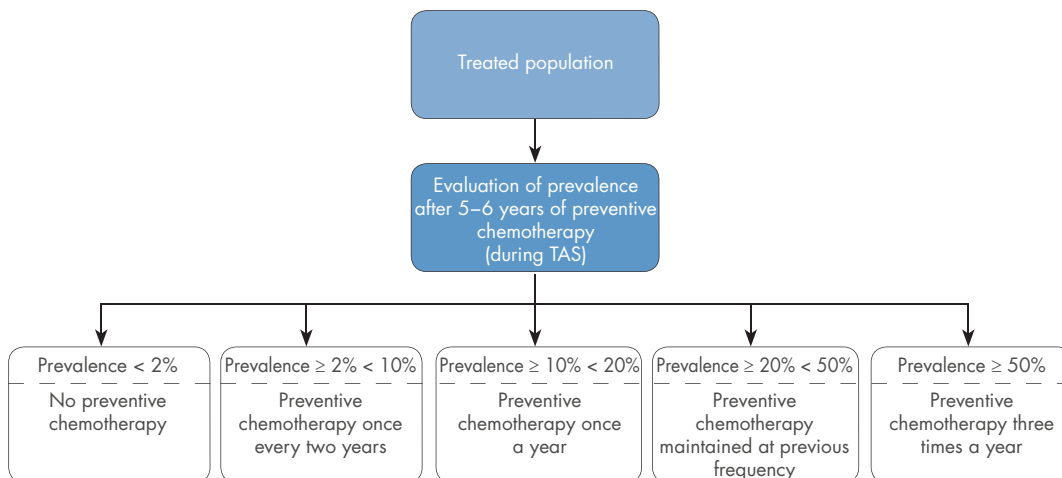 Treated population
Evaluation of prevalence
after 5–6 years of preventive
chemotherapy
(during TAS)
Prevalence < 2%
No preventive
chemotherapy
Prevalence ≥ 2% < 10%
Preventive
chemotherapy once
every two years
Prevalence ≥ 10% < 20%
Preventive
chemotherapy once
a year
Prevalence ≥ 20% < 50%
Preventive
chemotherapy
maintained at previous
frequency
Prevalence ≥ 50%
Preventive
chemotherapy three
times a year